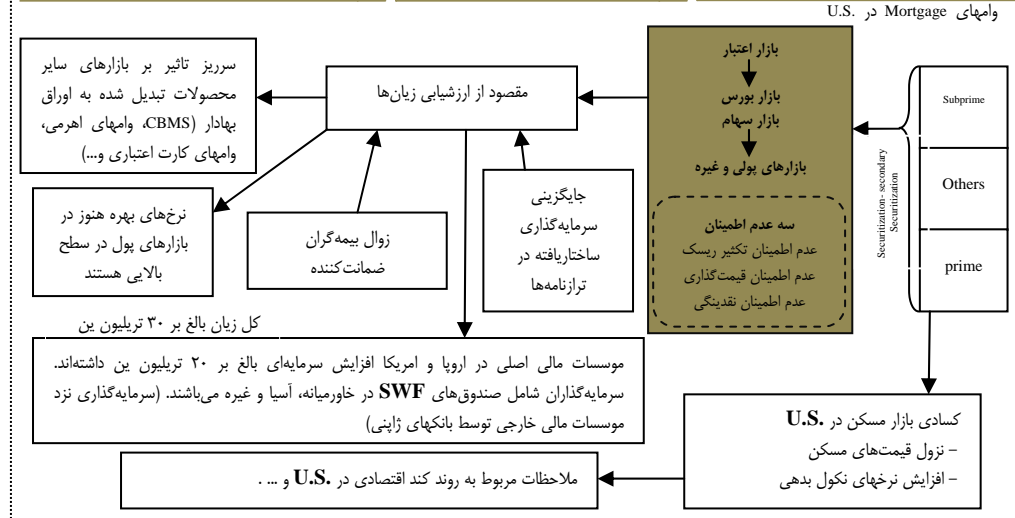 وامهای Mortgage در U.S.
Subprime
Others
prime
Securitization- secondary
Securitization
بازار اعتبار
بازار بورس
بازار سهام
بازارهای پولی و غیره
سه عدم اطمینان
عدم اطمینان تکثیر ریسک
عدم اطمینان قیمت‌گذاری
عدم اطمینان نقدینگی
مقصود از ارزشیابی زیان‌ها
سرریز تاثیر بر بازارهای سایر
محصولات تبدیل شده به اوراق
بهادار (CBMS، وامهای اهرمی،
وامهای کارت اعتباری و...)
نرخ‌های بهره هنوز در
بازارهای پول در سطح
بالایی هستند
زوال بیمه‌گران
ضمانت‌کننده
جایگزینی
سرمایه‌گذاری
ساختاریافته در
ترازنامه‌ها
کل زیان بالغ بر ۳۰ تریلیون ین
موسسات مالی اصلی در اروپا و امریکا افزایش سرمایه‌ای بالغ بر ۲۰ تریلیون ین داشته‌اند.
سرمایه‌گذاران شامل صندوق‌های SWF در خاورمیانه، آسیا و غیره می‌باشند. (سرمایه‌گذاری نزد
موسسات مالی خارجی توسط بانکهای ژاپنی)
کسادی بازار مسکن در U.S.
- نزول قیمت‌های مسکن
- افزایش نرخهای نکول بدهی
ملاحظات مربوط به روند کند اقتصادی در U.S. و ... .